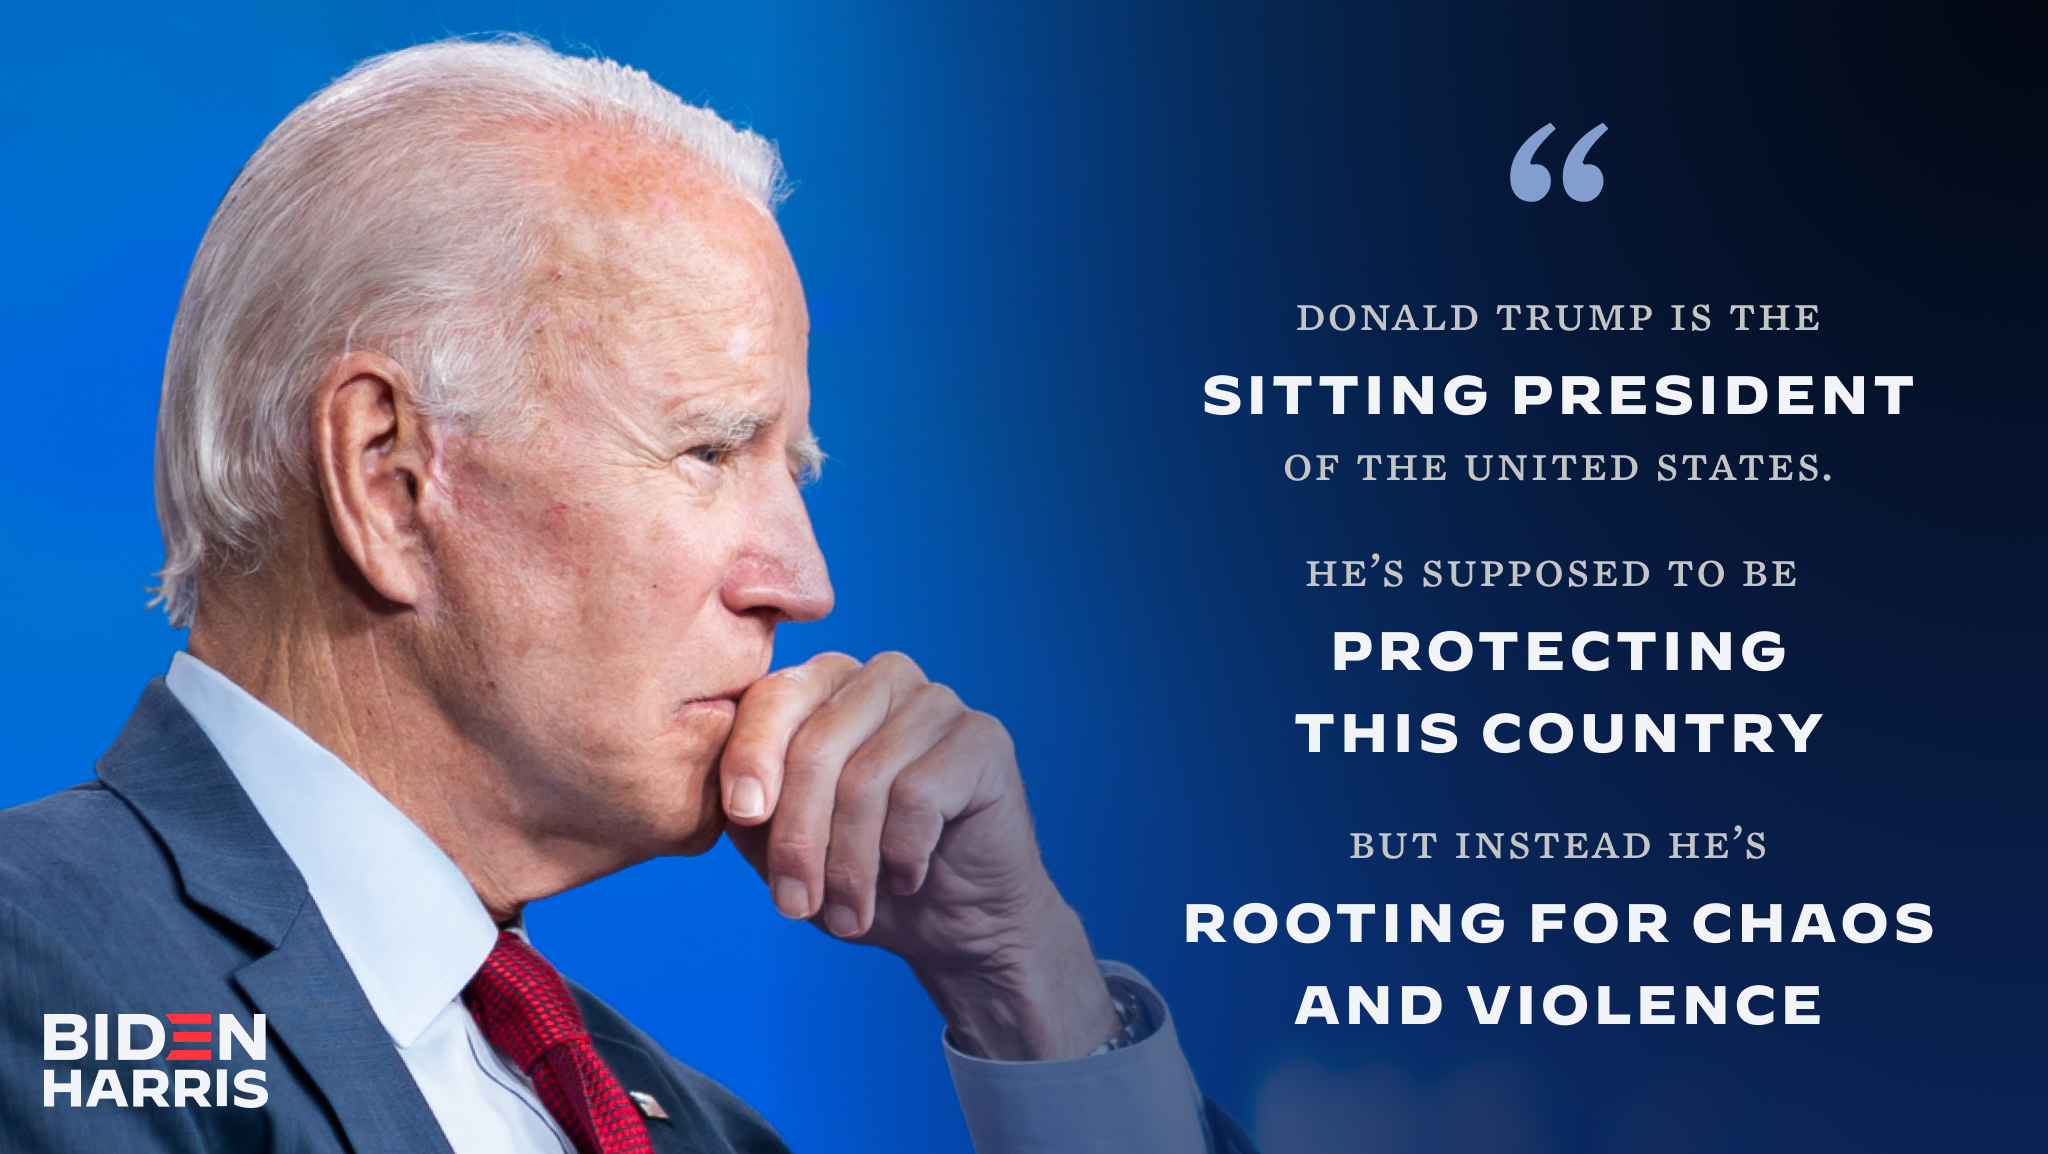 “
DONALD TRUMP IS THE
SITTING PRESIDENT
OF THE UNITED STATES.
HE’S SUPPOSED TO BE
PROTECTING
THIS COUNTRY
BUT INSTEAD HE’S
ROOTING FOR CHAOS
AND VIOLENCE
BIDEN
HARRIS